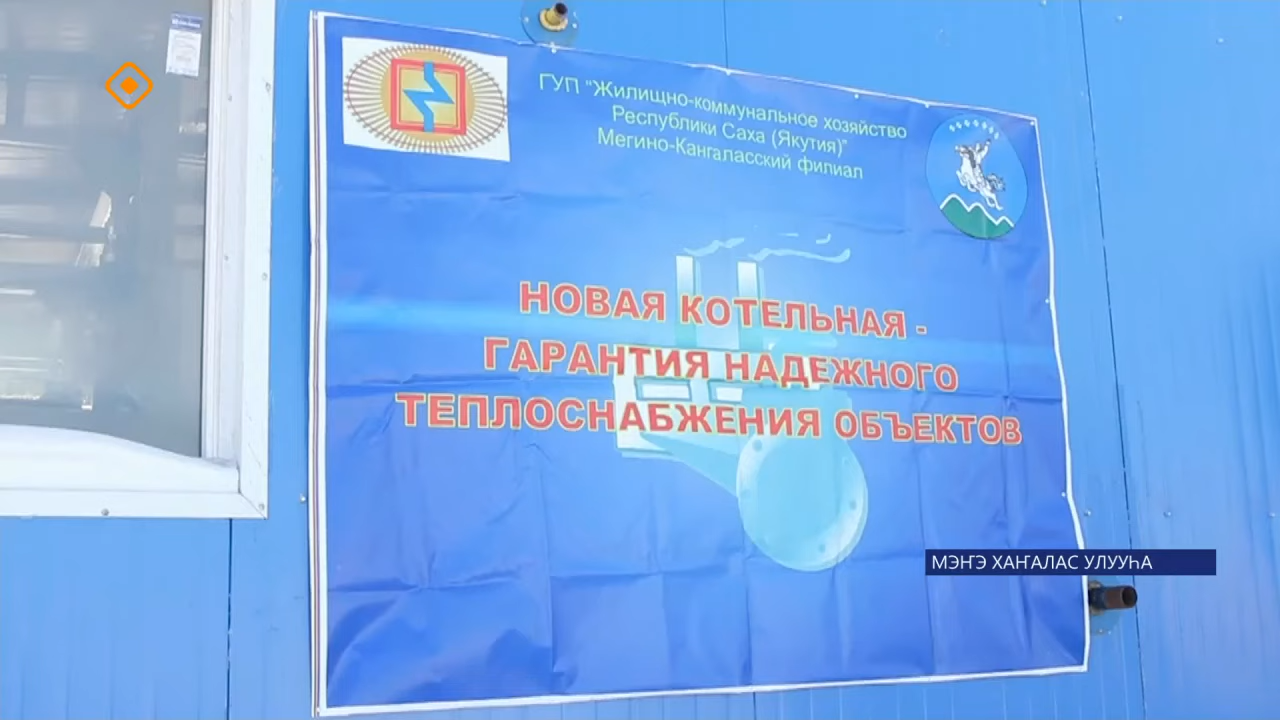 ГУП "Жилищно-коммунальное хозяйство
Республики Саха (Якутия)"
Мегино-Кангаласский филиал
НОВАЯ КОТЕЛЬНАЯ -
ГАРАНТИЯ НАДЕЖНОГО
ТЕПЛОСНАБЖЕНИЯ ОБЪЕКТОВ
МЭҤЭ ХАҤАЛАС УЛУУҺА